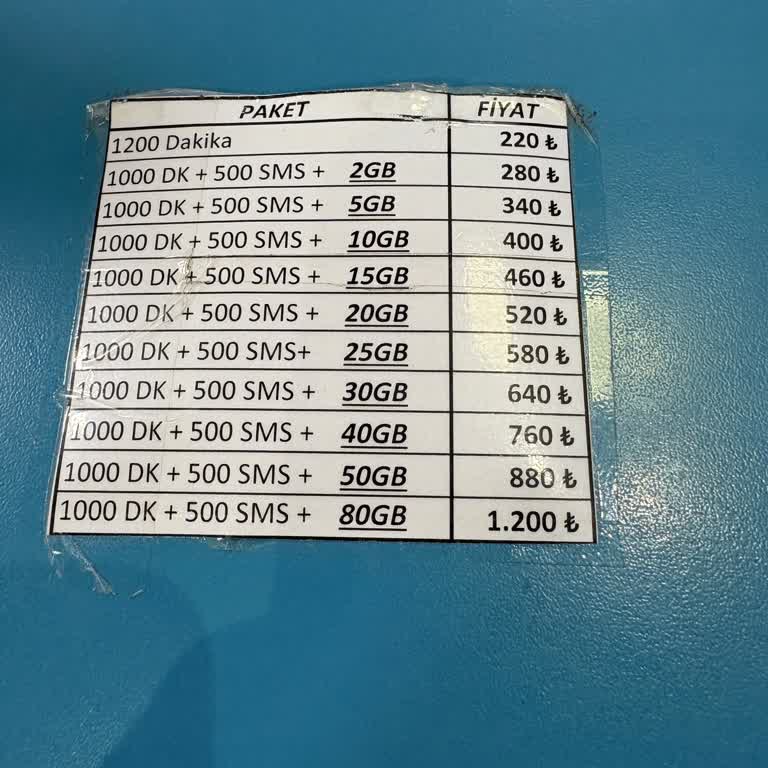 PAKET FİYAT
1200 Dakika 220 ₺
1000 DK + 500 SMS + 2GB 280 ₺
1000 DK + 500 SMS + 5GB 340 ₺
1000 DK + 500 SMS + 10GB 400 ₺
1000 DK + 500 SMS + 15GB 460 ₺
1000 DK + 500 SMS + 20GB 520 ₺
1000 DK + 500 SMS+ 25GB 580 ₺
1000 DK + 500 SMS + 30GB 640 ₺
1000 DK + 500 SMS + 40GB 760 ₺
1000 DK + 500 SMS + 50GB 880 ₺
1000 DK + 500 SMS + 80GB 1.200 ₺